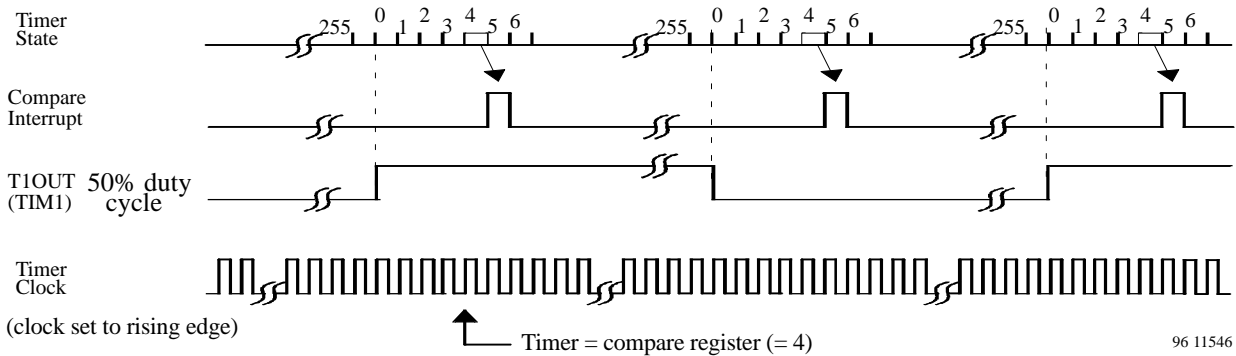 Timer
State
255 0 1 2 3 4 5 6
255 0 1 2 3 4 5 6
255 0 1 2 3 4 5 6
Compare
Interrupt
T1OUT 50% duty
(TIM1) cycle
Timer
Clock
(clock set to rising edge)
Timer = compare register (= 4)
96 11546